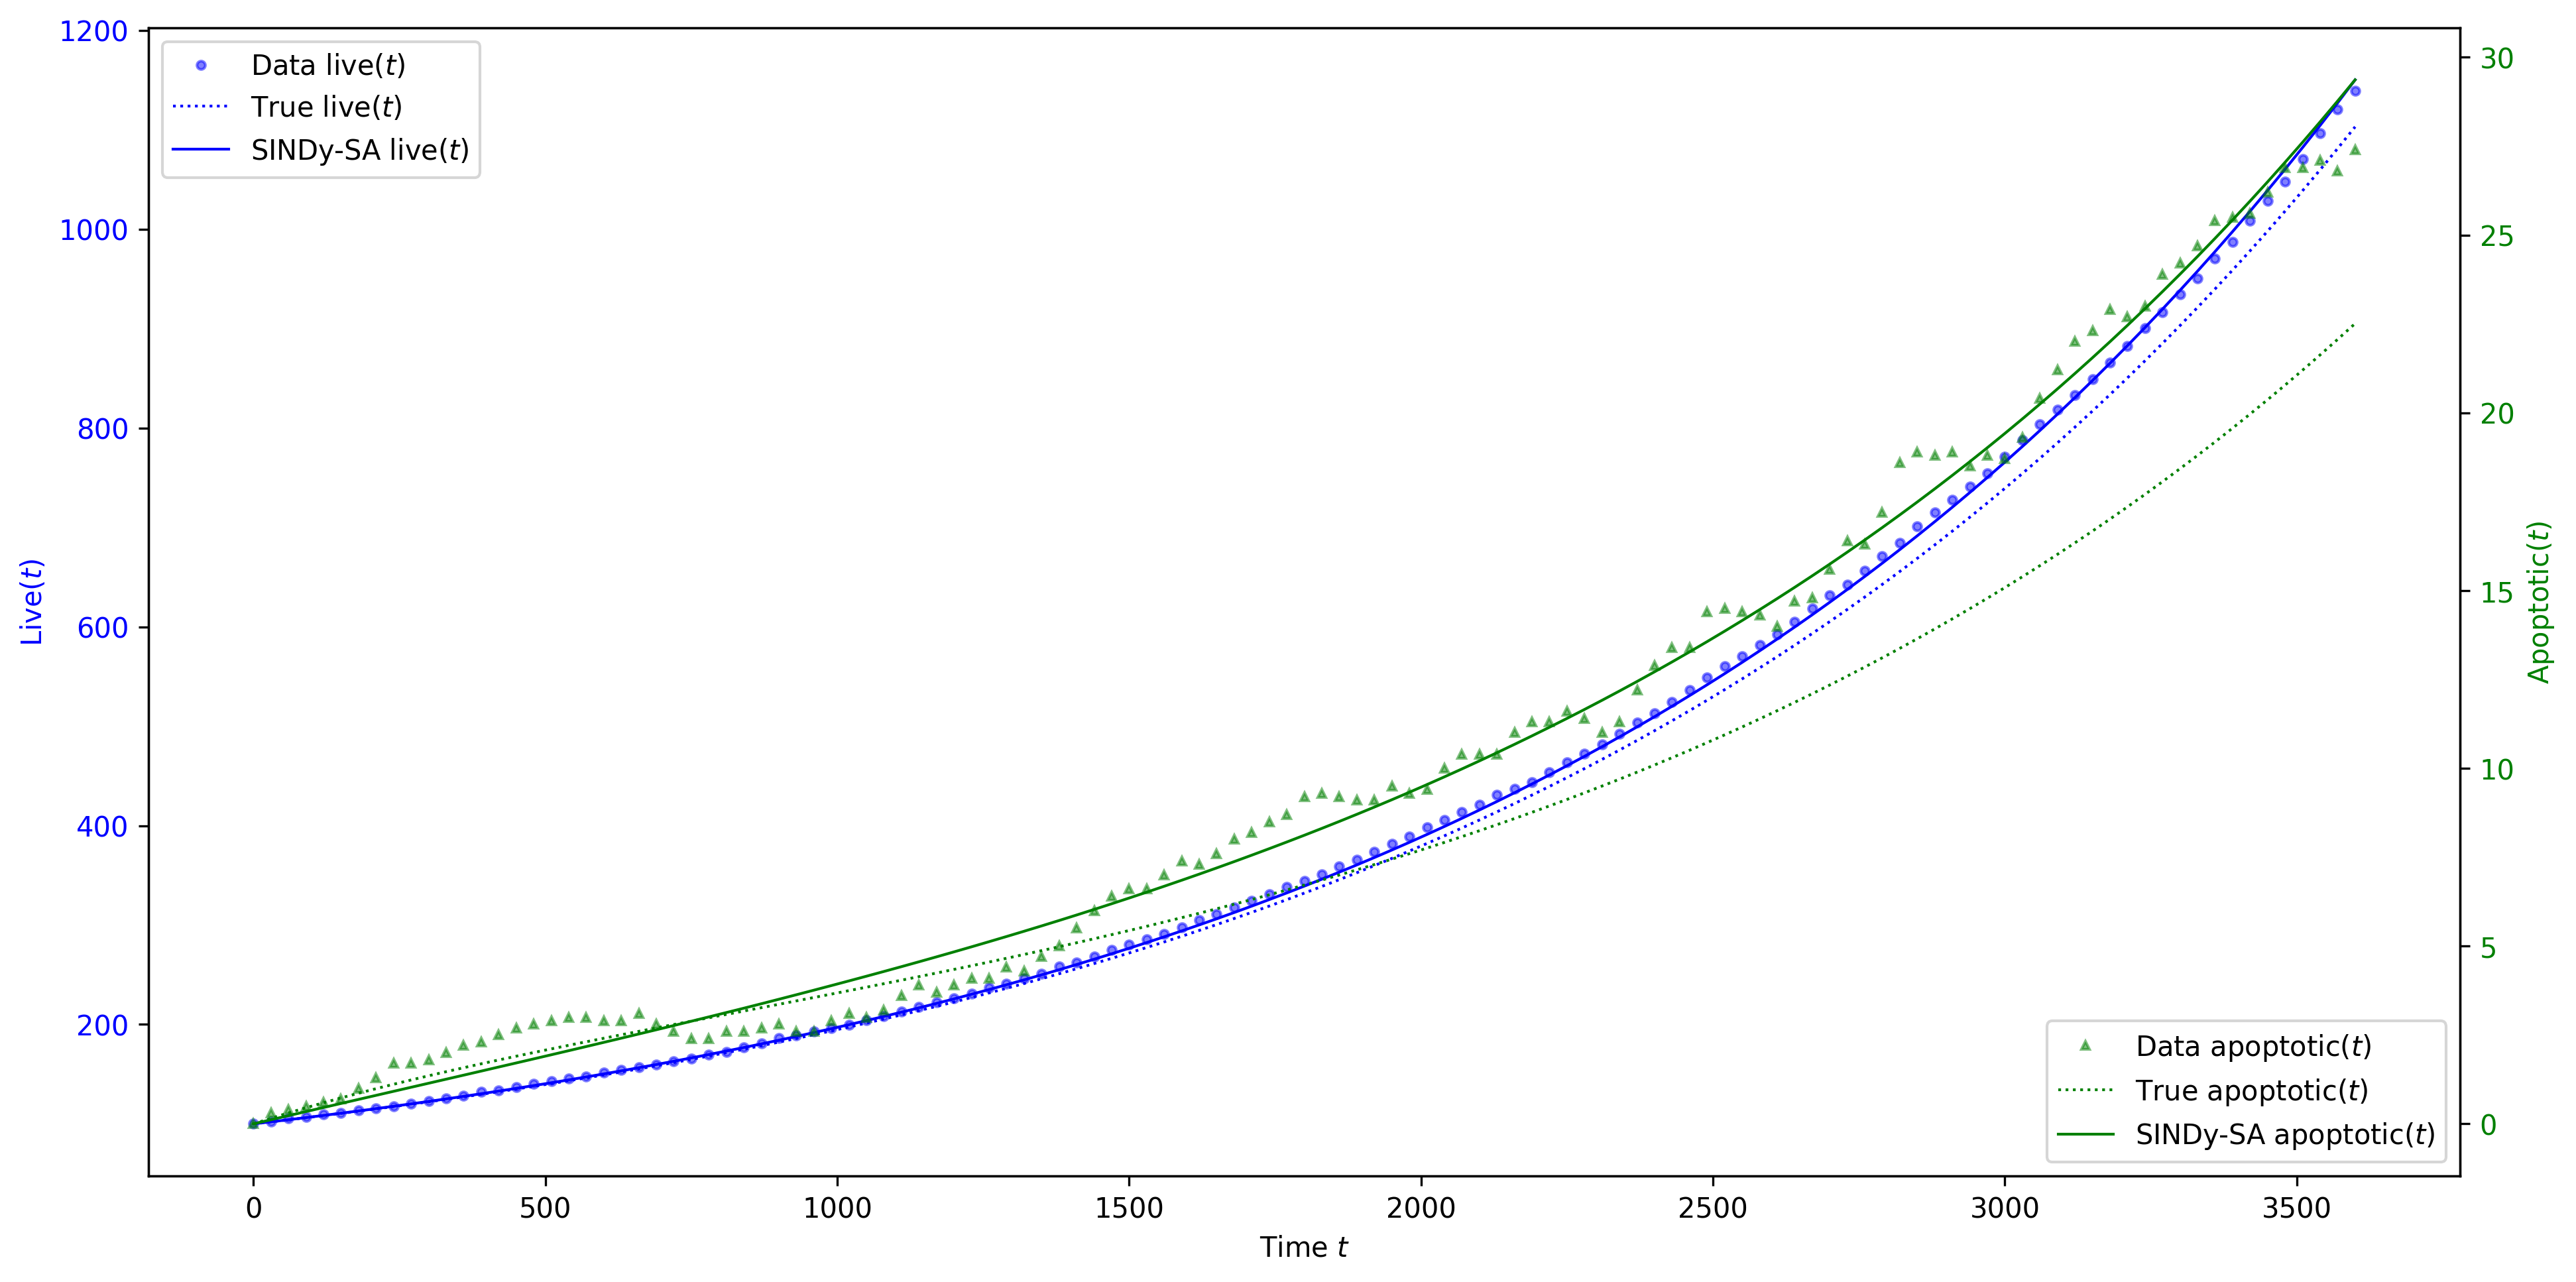 Data live(t)
True live(t)
SINDy-SA live(t)
1200
1000
800
600
400
200
Live(t)
0
500
1000
1500
2000
2500
3000
3500
Time t
30
25
20
15
10
5
0
Apoptotic(t)
Data apoptotic(t)
True apoptotic(t)
SINDy-SA apoptotic(t)